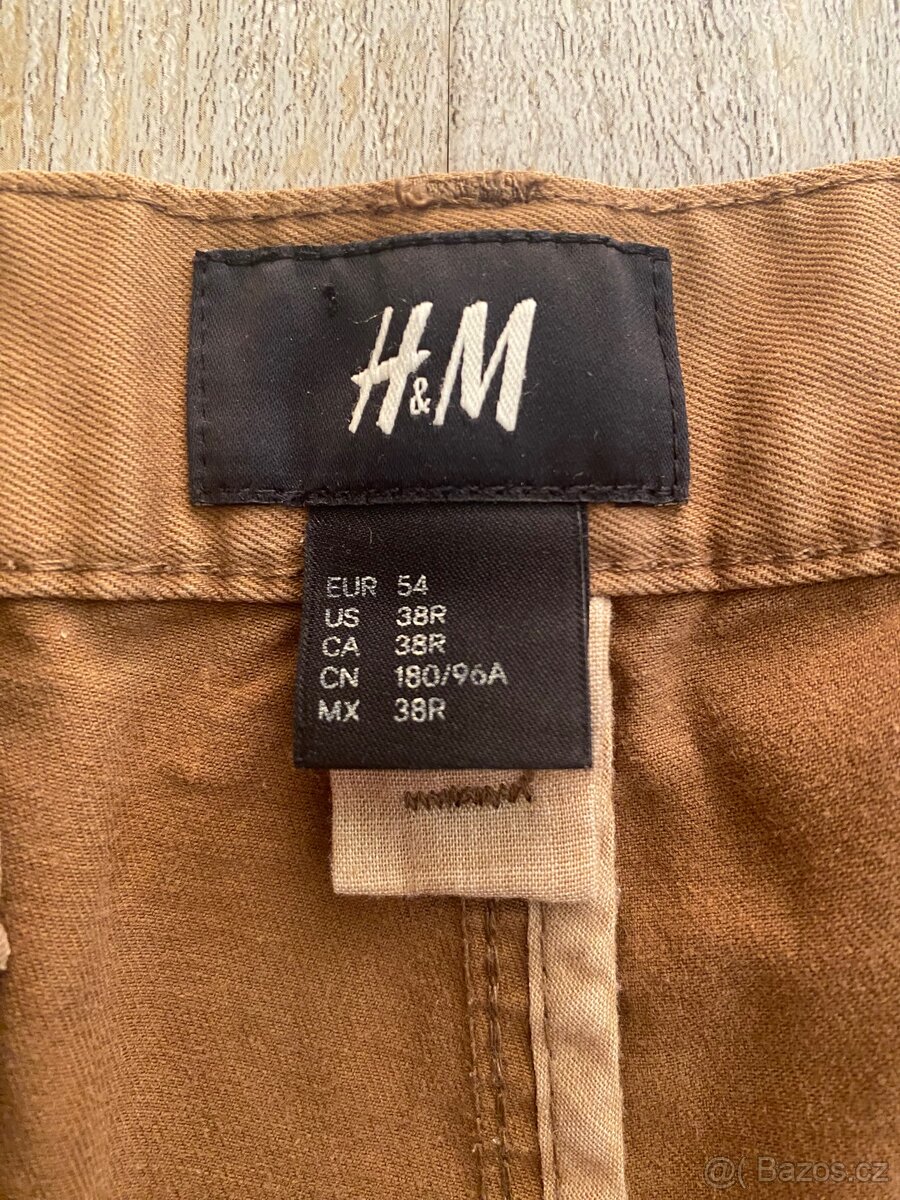 H&M
EUR 54
US 38R
CA 38R
CN 180/96A
MX 38R
@( Bazos.cz